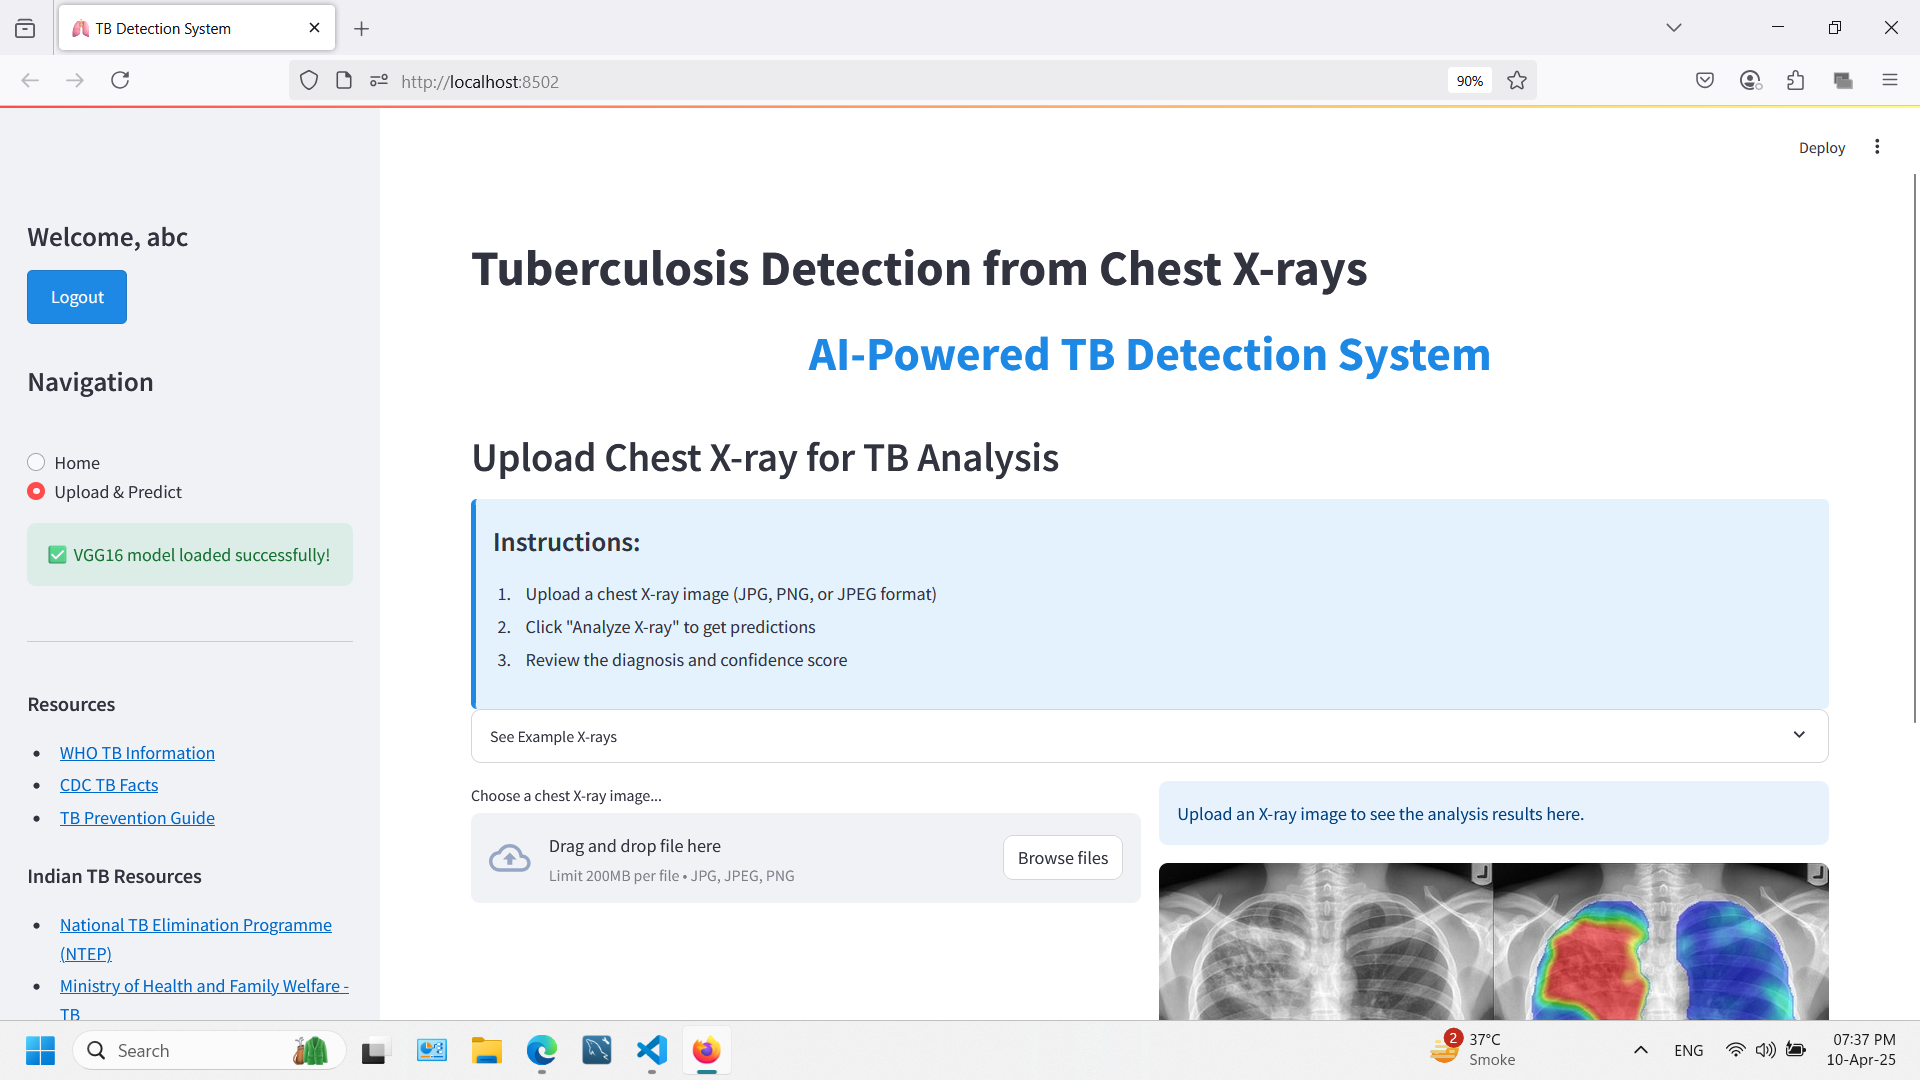 TB Detection System
http://localhost:8502
90%
Deploy
Welcome, abc
Logout
Navigation
Home
Upload & Predict
✅ VGG16 model loaded successfully!
Resources
• WHO TB Information
• CDC TB Facts
• TB Prevention Guide
Indian TB Resources
• National TB Elimination Programme
(NTEP)
• Ministry of Health and Family Welfare -
TB
Tuberculosis Detection from Chest X-rays
AI-Powered TB Detection System
Upload Chest X-ray for TB Analysis
Instructions:
1. Upload a chest X-ray image (JPG, PNG, or JPEG format)
2. Click "Analyze X-ray" to get predictions
3. Review the diagnosis and confidence score
See Example X-rays
Choose a chest X-ray image...
Drag and drop file here
Limit 200MB per file • JPG, JPEG, PNG
Browse files
Upload an X-ray image to see the analysis results here.
Search
2
37°C
Smoke
ENG
07:37 PM
10-Apr-25